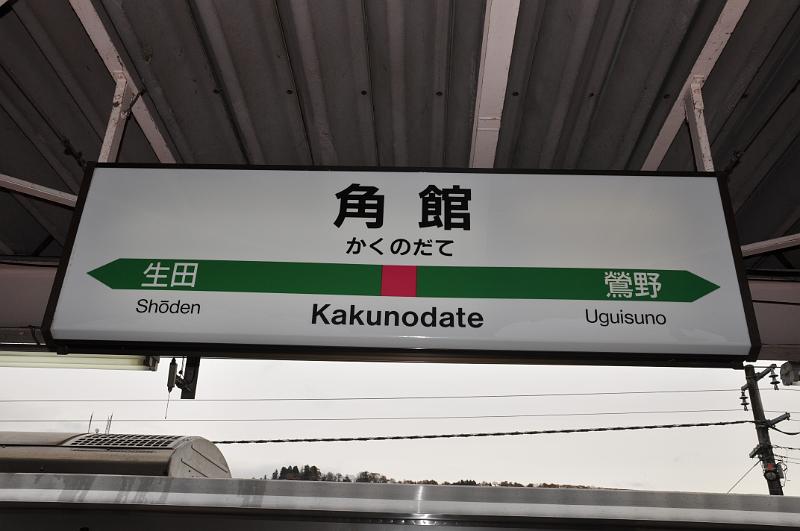 角館
かくのだて
生田 鶯野
Shōden Kakunodate Uguisuno